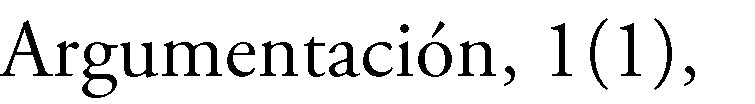 Argumentación, 1(1),